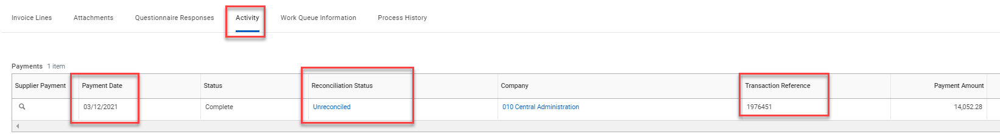 Invoice Lines Attachments Questionnaire Responses Activity Work Queue Information Process History
Payments 1 item
Supplier Payment Payment Date Status Reconciliation Status Company Transaction Reference Payment Amount
03/12/2021 Complete Unreconciled 010 Central Administration 1976451 14,052.28